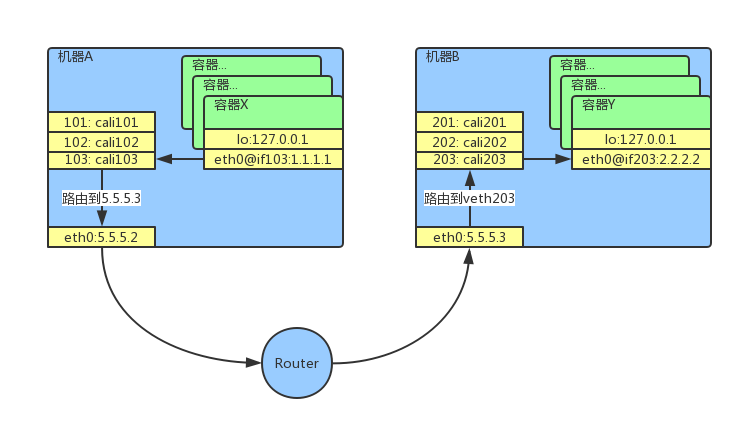 机器A
容器...
容器...
容器X
101: cali101
102: cali102
103: cali103
lo:127.0.0.1
eth0@if103:1.1.1.1
路由到5.5.5.3
eth0:5.5.5.2
机器B
容器...
容器...
容器Y
201: cali201
202: cali202
203: cali203
lo:127.0.0.1
eth0@if203:2.2.2.2
路由到veth203
eth0:5.5.5.3
Router